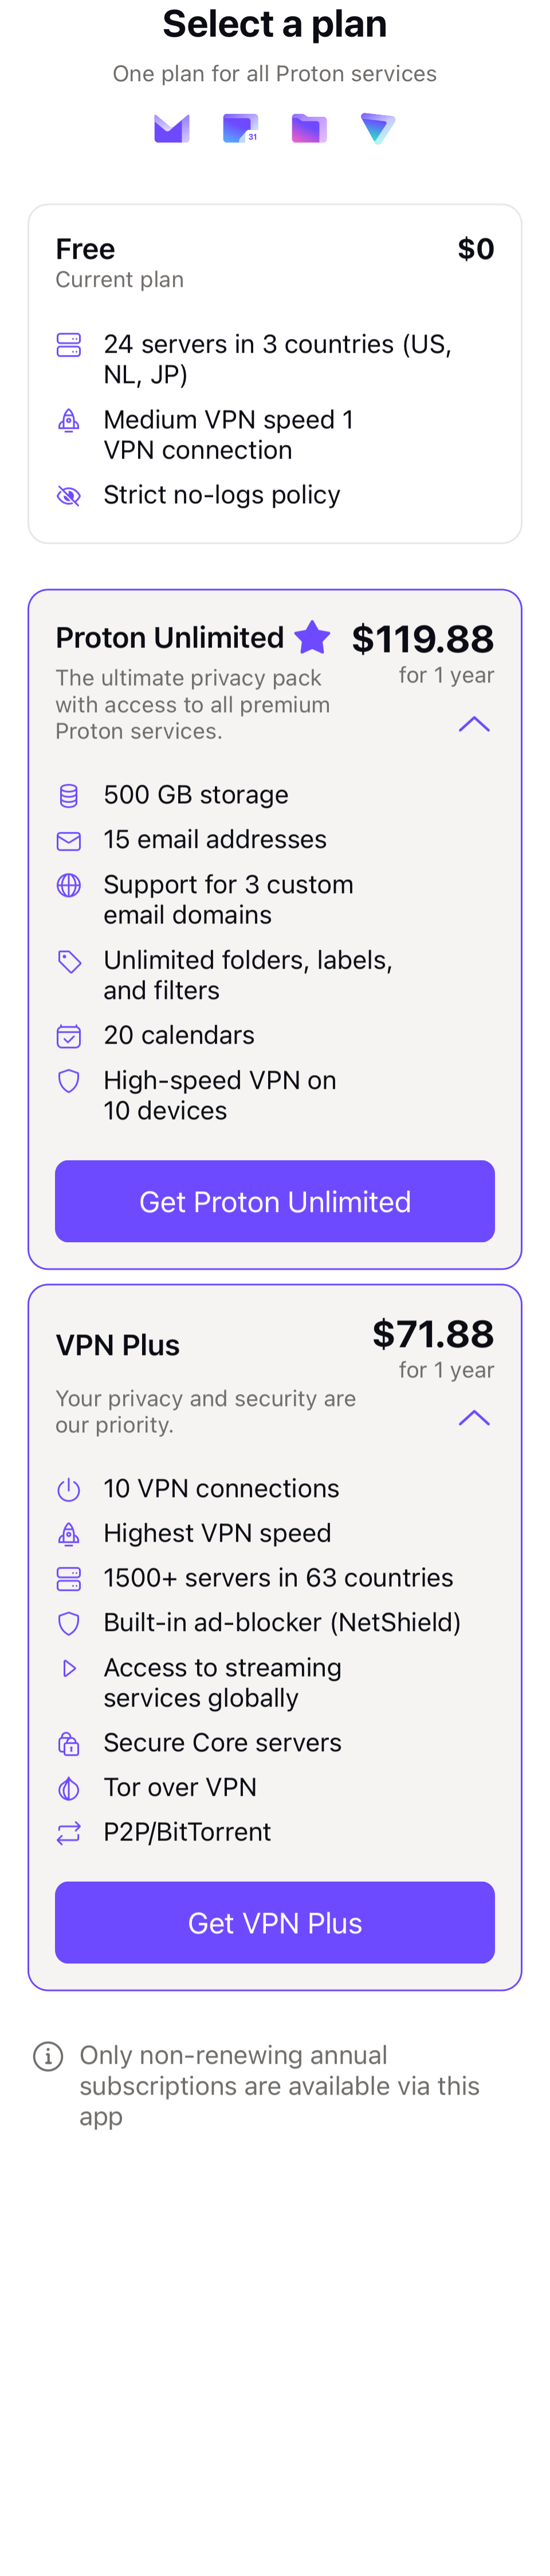 Select a plan
One plan for all Proton services
31
Free
$0
Current plan
24 servers in 3 countries (US,
NL, JP)
Medium VPN speed 1
VPN connection
Strict no-logs policy
Proton Unlimited
$119.88
for 1 year
The ultimate privacy pack
with access to all premium
Proton services.
500 GB storage
15 email addresses
Support for 3 custom
email domains
Unlimited folders, labels,
and filters
20 calendars
High-speed VPN on
10 devices
Get Proton Unlimited
VPN Plus
$71.88
for 1 year
Your privacy and security are
our priority.
10 VPN connections
Highest VPN speed
1500+ servers in 63 countries
Built-in ad-blocker (NetShield)
Access to streaming
services globally
Secure Core servers
Tor over VPN
P2P/BitTorrent
Get VPN Plus
Only non-renewing annual
subscriptions are available via this
app